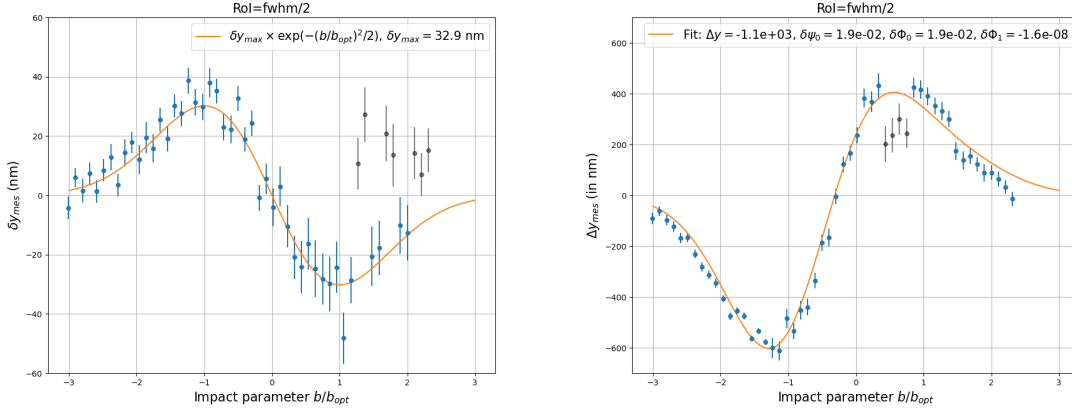 RoI=fwhm/2
δy_max × exp(−(b/b_opt)²/2), δy_max = 32.9 nm
60
40
20
0
−20
−40
−60
δy_mes (nm)
−3 −2 −1 0 1 2 3
Impact parameter b/b_opt
RoI=fwhm/2
Fit: Δy = -1.1e+03, δψ₀ = 1.9e-02, δΦ₀ = 1.9e-02, δΦ₁ = -1.6e-08
600
400
200
0
−200
−400
−600
Δy_mes (in nm)
−3 −2 −1 0 1 2 3
Impact parameter b/b_opt